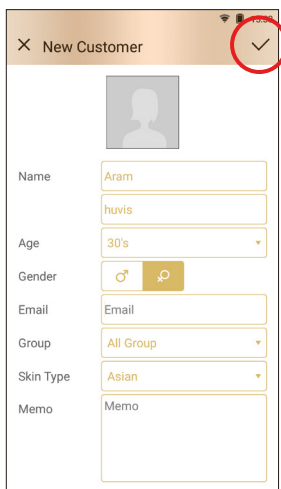 New Customer
Name Aram
huvis
Age 30's
Gender
Email Email
Group All Group
Skin Type Asian
Memo Memo